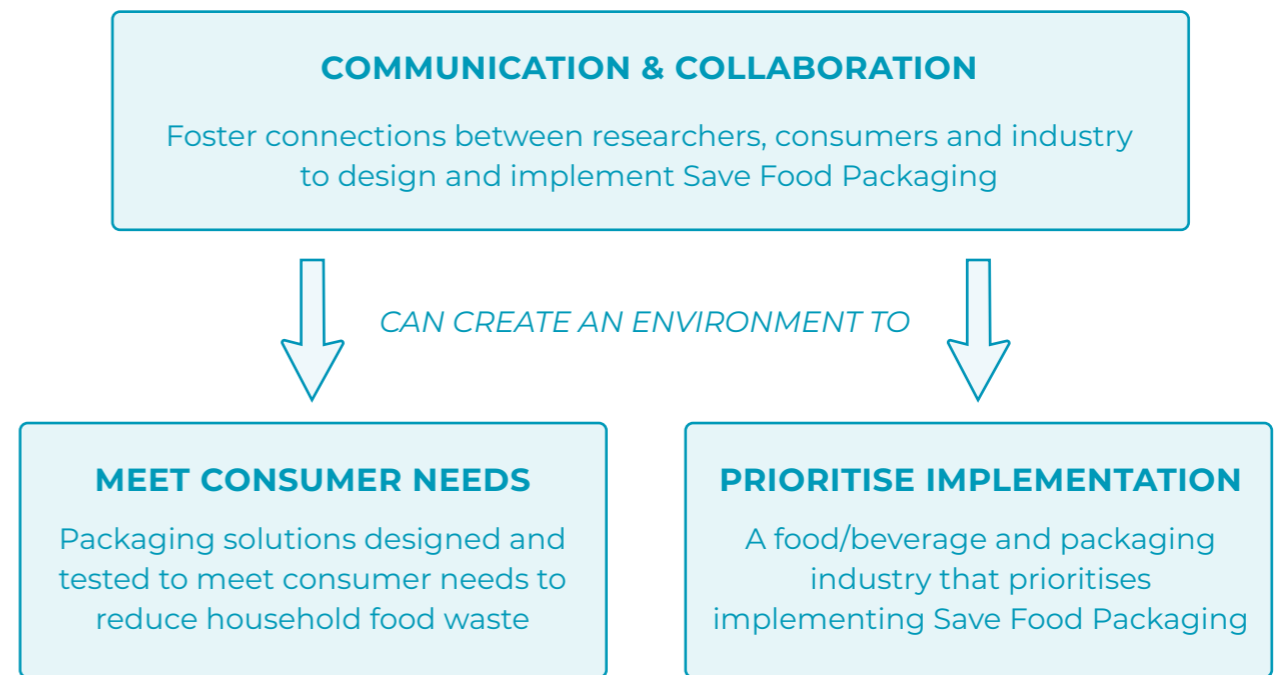 COMMUNICATION & COLLABORATION
Foster connections between researchers, consumers and industry
to design and implement Save Food Packaging
CAN CREATE AN ENVIRONMENT TO
MEET CONSUMER NEEDS
Packaging solutions designed and
tested to meet consumer needs to
reduce household food waste
PRIORITISE IMPLEMENTATION
A food/beverage and packaging
industry that prioritises
implementing Save Food Packaging